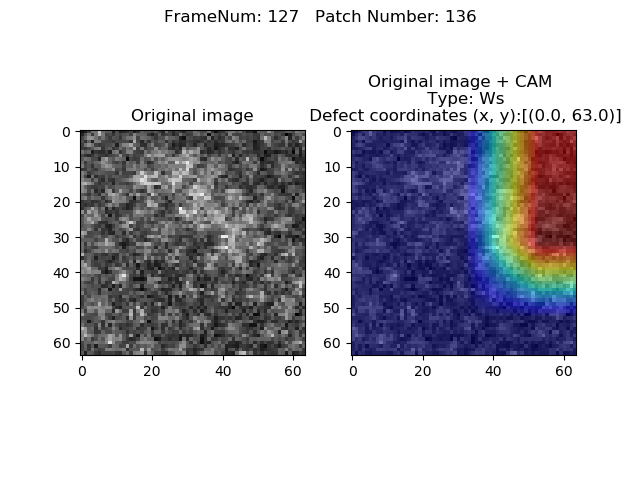 FrameNum: 127   Patch Number: 136
Original image
Original image + CAM
Type: Ws
Defect coordinates (x, y):[(0.0, 63.0)]
0
10
20
30
40
50
60
0 20 40 60
0
10
20
30
40
50
60
0 20 40 60